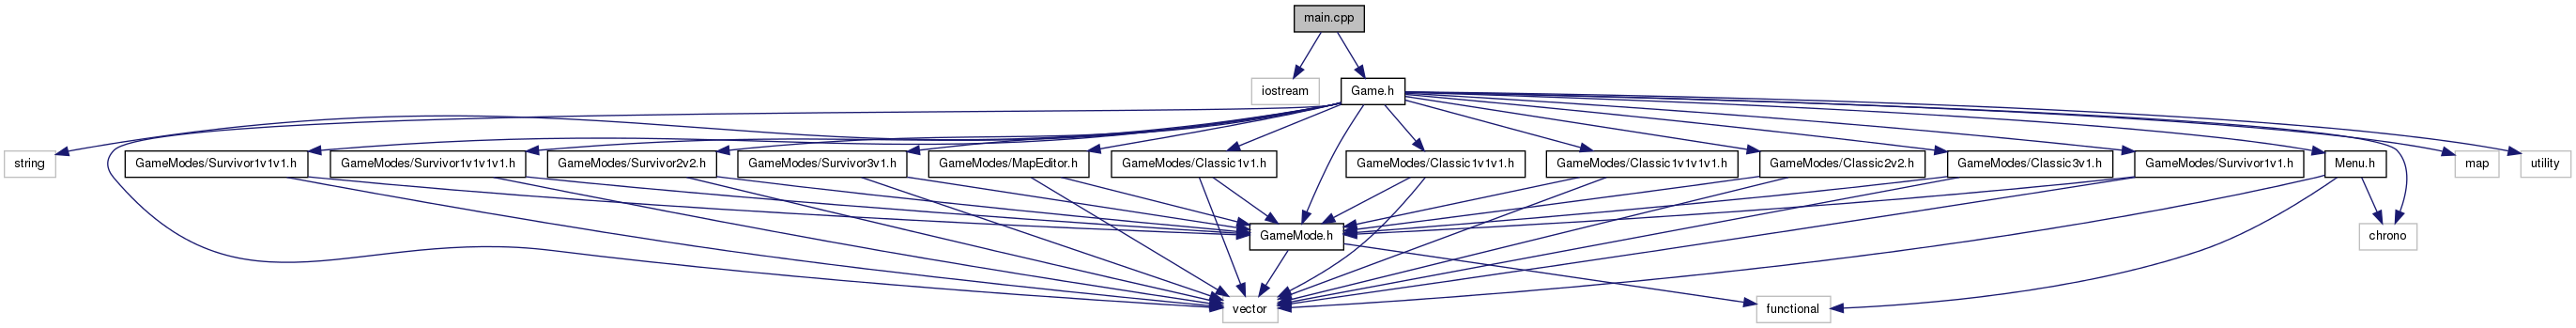 main.cpp
iostream
Game.h
string
GameModes/Survivor1v1v1.h
GameModes/Survivor1v1v1v1.h
GameModes/Survivor2v2.h
GameModes/Survivor3v1.h
GameModes/MapEditor.h
GameModes/Classic1v1.h
GameModes/Classic1v1v1.h
GameModes/Classic1v1v1v1.h
GameModes/Classic2v2.h
GameModes/Classic3v1.h
GameModes/Survivor1v1.h
Menu.h
map
utility
GameMode.h
chrono
vector
functional